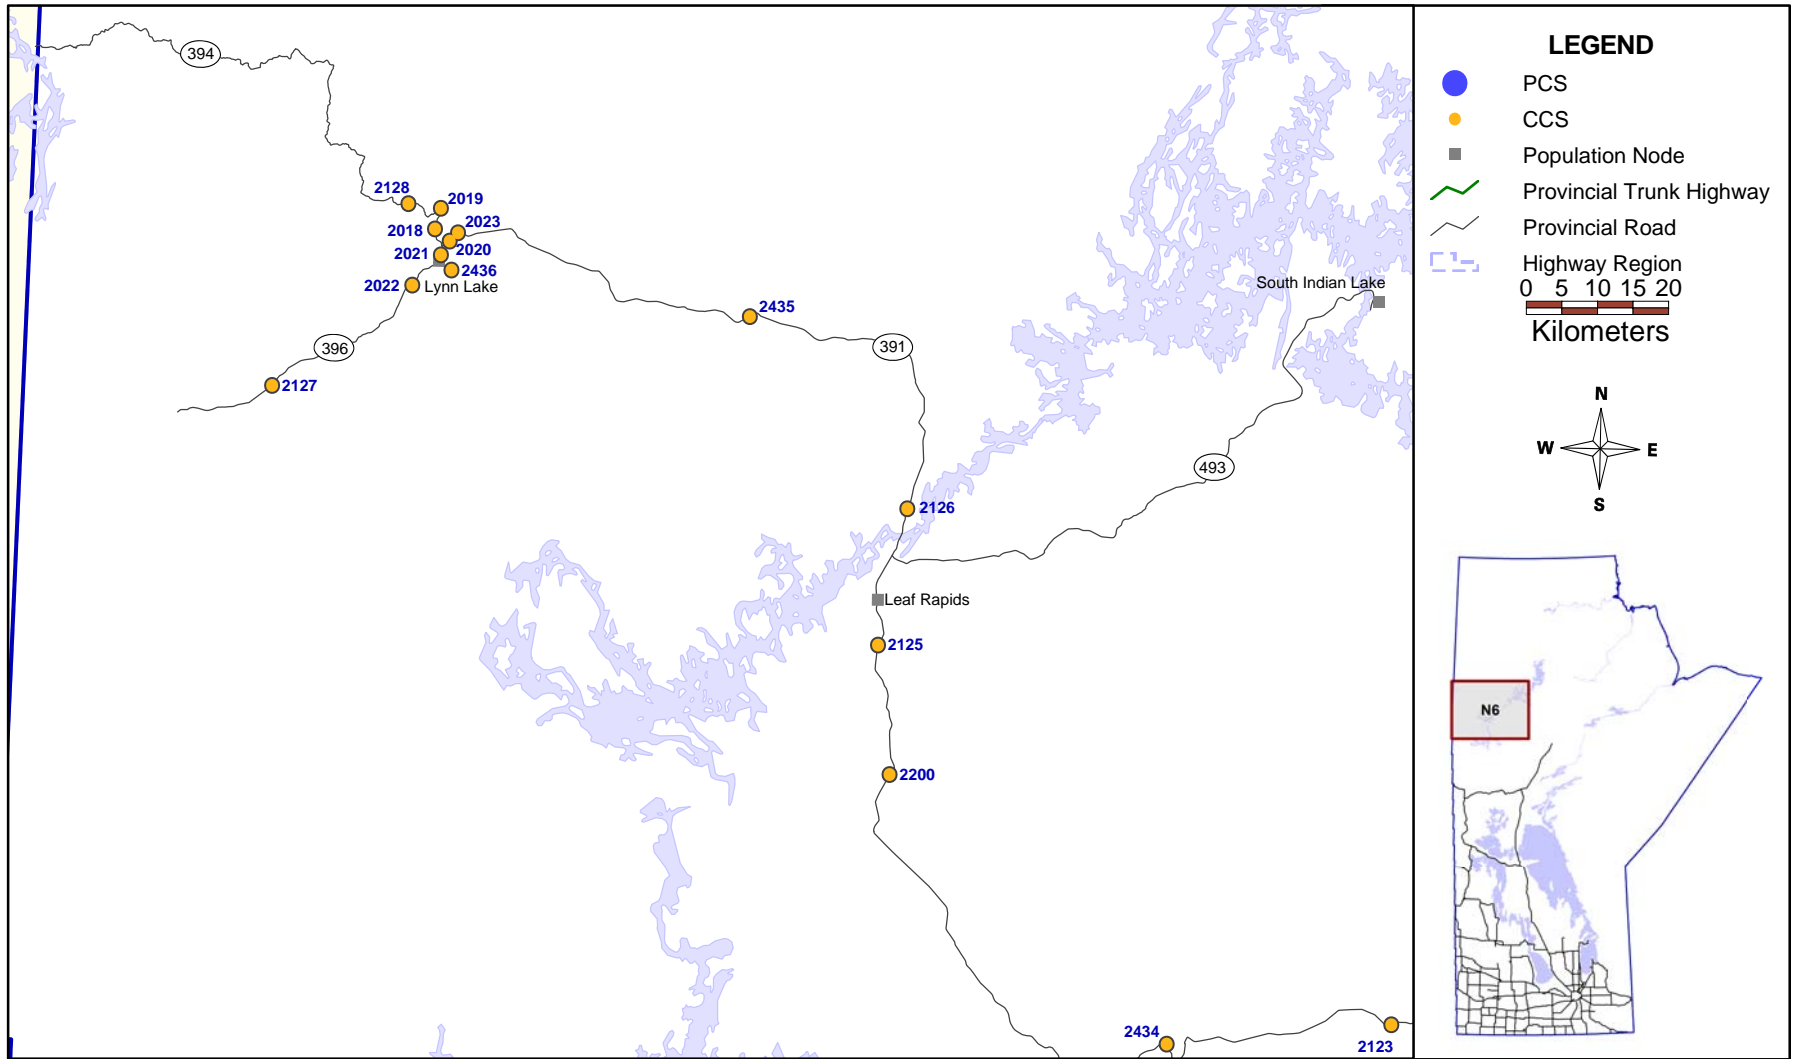 394
2128
2019
2018
2023
2021
2020
2436
2022
Lynn Lake
2435
South Indian Lake
396
391
2127
493
2126
Leaf Rapids
2125
2200
2434
2123
LEGEND
PCS
CCS
Population Node
Provincial Trunk Highway
Provincial Road
Highway Region
0 5 10 15 20
Kilometers
N
W E
S
N6